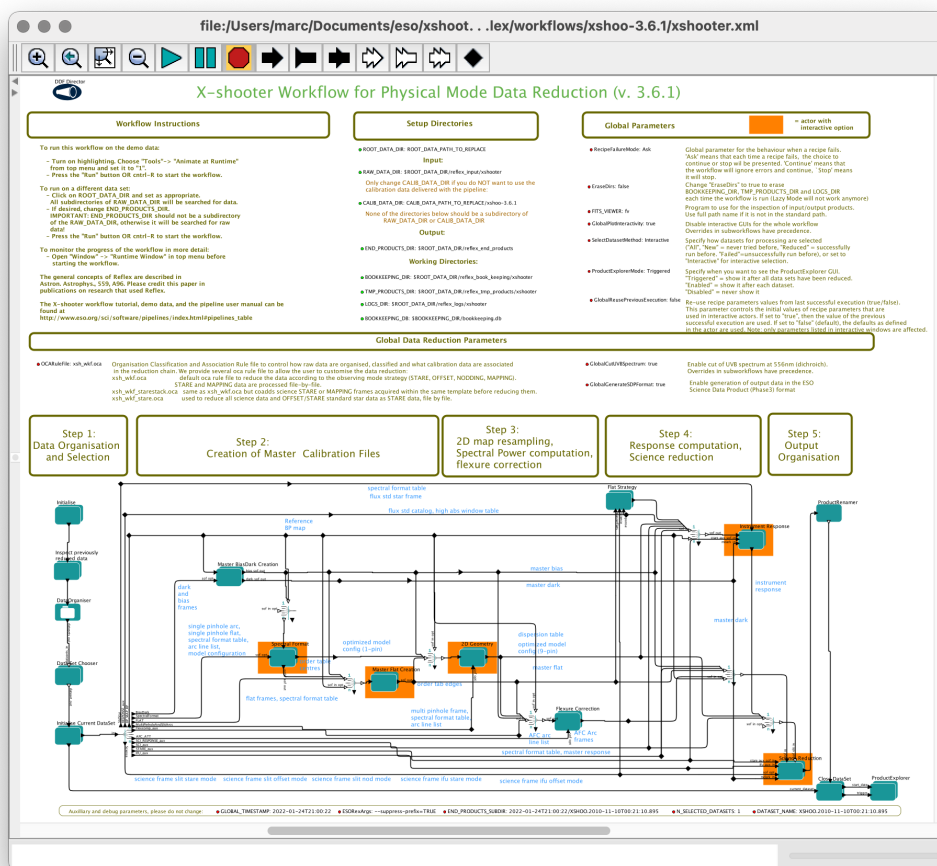 file:/Users/marc/Documents/eso/xshoot. . .lex/workflows/xshoo-3.6.1/xshooter.xml
DDF Director
X-shooter Workflow for Physical Mode Data Reduction (v. 3.6.1)
Workflow Instructions
Setup Directories
Global Parameters
= actor with
interactive option
To run this workflow on the demo data:
- Turn on highlighting. Choose "Tools"-> "Animate at Runtime"
from top menu and set it to "1".
- Press the "Run" button OR cntrl-R to start the workflow.
To run on a different data set:
- Click on ROOT_DATA_DIR and set as appropriate.
All subdirectories of RAW_DATA_DIR will be searched for data.
- If desired, change END_PRODUCTS_DIR.
IMPORTANT: END_PRODUCTS_DIR should not be a subdirectory
of the RAW_DATA_DIR, otherwise it will be searched for raw
data!
- Press the "Run" button OR cntrl-R to start the workflow.
To monitor the progress of the workflow in more detail:
- Open "Window" -> "Runtime Window" in top menu before
starting the workflow.
The general concepts of Reflex are described in
Astron. Astrophys., 559, A96. Please credit this paper in
publications on research that used Reflex.
The X-shooter workflow tutorial, demo data, and the pipeline user manual can be
found at
http://www.eso.org/sci/software/pipelines/index.html#pipelines_table
ROOT_DATA_DIR: ROOT_DATA_PATH_TO_REPLACE
Input:
RAW_DATA_DIR: $ROOT_DATA_DIR/reflex_input/xshooter
Only change CALIB_DATA_DIR if you do NOT want to use the
calibration data delivered with the pipeline:
CALIB_DATA_DIR: CALIB_DATA_PATH_TO_REPLACE/xshoo-3.6.1
None of the directories below should be a subdirectory of
RAW_DATA_DIR or CALIB_DATA_DIR
Output:
END_PRODUCTS_DIR: $ROOT_DATA_DIR/reflex_end_products
Working Directories:
BOOKKEEPING_DIR: $ROOT_DATA_DIR/reflex_book_keeping/xshooter
TMP_PRODUCTS_DIR: $ROOT_DATA_DIR/reflex_tmp_products/xshooter
LOGS_DIR: $ROOT_DATA_DIR/reflex_logs/xshooter
BOOKKEEPING_DB: $BOOKKEEPING_DIR/bookkeeping.db
RecipeFailureMode: Ask
Global parameter for the behaviour when a recipe fails.
'Ask' means that each time a recipe fails, the choice to
continue or stop wil be presented. 'Continue' means that
the workflow will ignore errors and continue, 'Stop' means
it will stop.
EraseDirs: false
Change "EraseDirs" to true to erase
BOOKKEEPING_DIR, TMP_PRODUCTS_DIR and LOGS_DIR
each time the workflow is run (Lazy Mode will not work anymore)
FITS_VIEWER: fv
Program to use for the inspection of input/output products.
Use full path name if it is not in the standard path.
GlobalPlotInteractivity: true
Disable interactive GUIs for the whole workflow
Overrides in subworkflows have precedence.
SelectDatasetMethod: Interactive
Specify how datasets for processing are selected
("All", "New" = never tried before, "Reduced" = successfully
run before, "Failed"=unsuccessfully run before), or set to
"Interactive" for interactive selection.
ProductExplorerMode: Triggered
Specify when you want to see the ProductExplorer GUI.
"Triggered" = show it after all data sets have been reduced.
"Enabled" = show it after each dataset.
"Disabled" = never show it
GlobalReusePreviousExecution: false
Re-use recipe parameters values from last successful execution (true/false).
This parameter controls the initial values of recipe parameters that are
used in interactive actors. If set to "true", then the value of the previous
successful execution are used. If set to "false" (default), the defaults as defined
in the actor are used. Note: only parameters listed in interactive windows are affected.
Global Data Reduction Parameters
OCARuleFile: xsh_wkf.oca
Organisation Classification and Association Rule file to control how raw data are organised, classified and what calibration data are associated
in the reduction chain. We provide several oca rule file to allow the user to customise the data reduction:
xsh_wkf.oca default oca rule file to reduce the data according to the observing mode strategy (STARE, OFFSET, NODDING, MAPPING).
STARE and MAPPING data are processed file-by-file.
xsh_wkf_starestack.oca same as xsh_wkf.oca but coadds science STARE or MAPPING frames acquired within the same template before reducing them.
xsh_wkf_stare.oca used to reduce all science data and OFFSET/STARE standard star data as STARE data, file by file.
GlobalCutUVBSpectrum: true
Enable cut of UVB spectrum at 556nm (dichroich).
Overrides in subworkflows have precedence.
GlobalGenerateSDPFormat: true
Enable generation of output data in the ESO
Science Data Product (Phase3) format
Step 1:
Data Organisation
and Selection
Step 2:
Creation of Master Calibration Files
Step 3:
2D map resampling,
Spectral Power computation,
flexure correction
Step 4:
Response computation,
Science reduction
Step 5:
Output
Organisation
spectral format table
flux std star frame
flux std catalog, high abs window table
Flat Strategy
Initialise
ProductRenamer
Reference
BP map
Instrument Response
Inspect previously
reduced data
Master BiasDark Creation
master bias
master dark
dark
and
bias
frames
instrument
response
Data Organiser
master dark
single pinhole arc,
single pinhole flat,
spectral format table,
arc line list,
model configuration
dispersion table
optimized model
config (1-pin)
optimized model
config (9-pin)
Spectral Format
2D Geometry
order table
centres
DataSet Chooser
Master Flat Creation
master flat
order tab edges
flat frames, spectral format table
multi pinhole frame,
spectral format table,
arc line list
Flexure Correction
Initialise Current DataSet
AFC arc
line list
AFC Arc
frames
spectral format table, master response
Science Reduction
science frame slit stare mode
science frame slit offset mode
science frame slit nod mode
science frame ifu stare mode
science frame ifu offset mode
Close DataSet
ProductExplorer
Auxiliary and debug parameters, please do not change:
GLOBAL_TIMESTAMP: 2022-01-24T21:00:22
ESORexArgs: --suppress-prefix=TRUE
END_PRODUCTS_SUBDIR: 2022-01-24T21:00:22/XSHOO.2010-11-10T00:21:10.895
N_SELECTED_DATASETS: 1
DATASET_NAME: XSHOO.2010-11-10T00:21:10.895